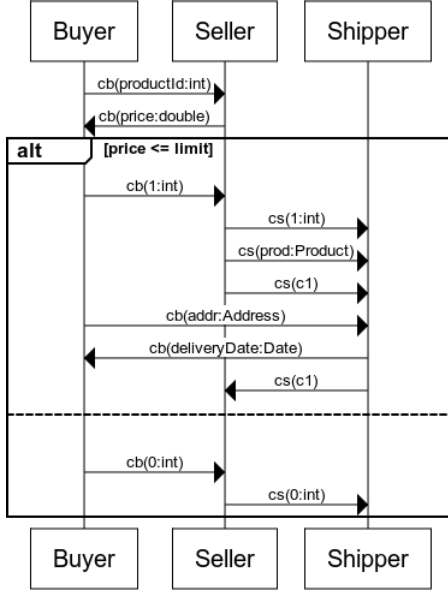 Buyer Seller Shipper
cb(productId:int)
cb(price:double)
alt [price <= limit]
cb(1:int)
cs(1:int)
cs(prod:Product)
cs(c1)
cb(addr:Address)
cb(deliveryDate:Date)
cs(c1)
cb(0:int)
cs(0:int)
Buyer Seller Shipper